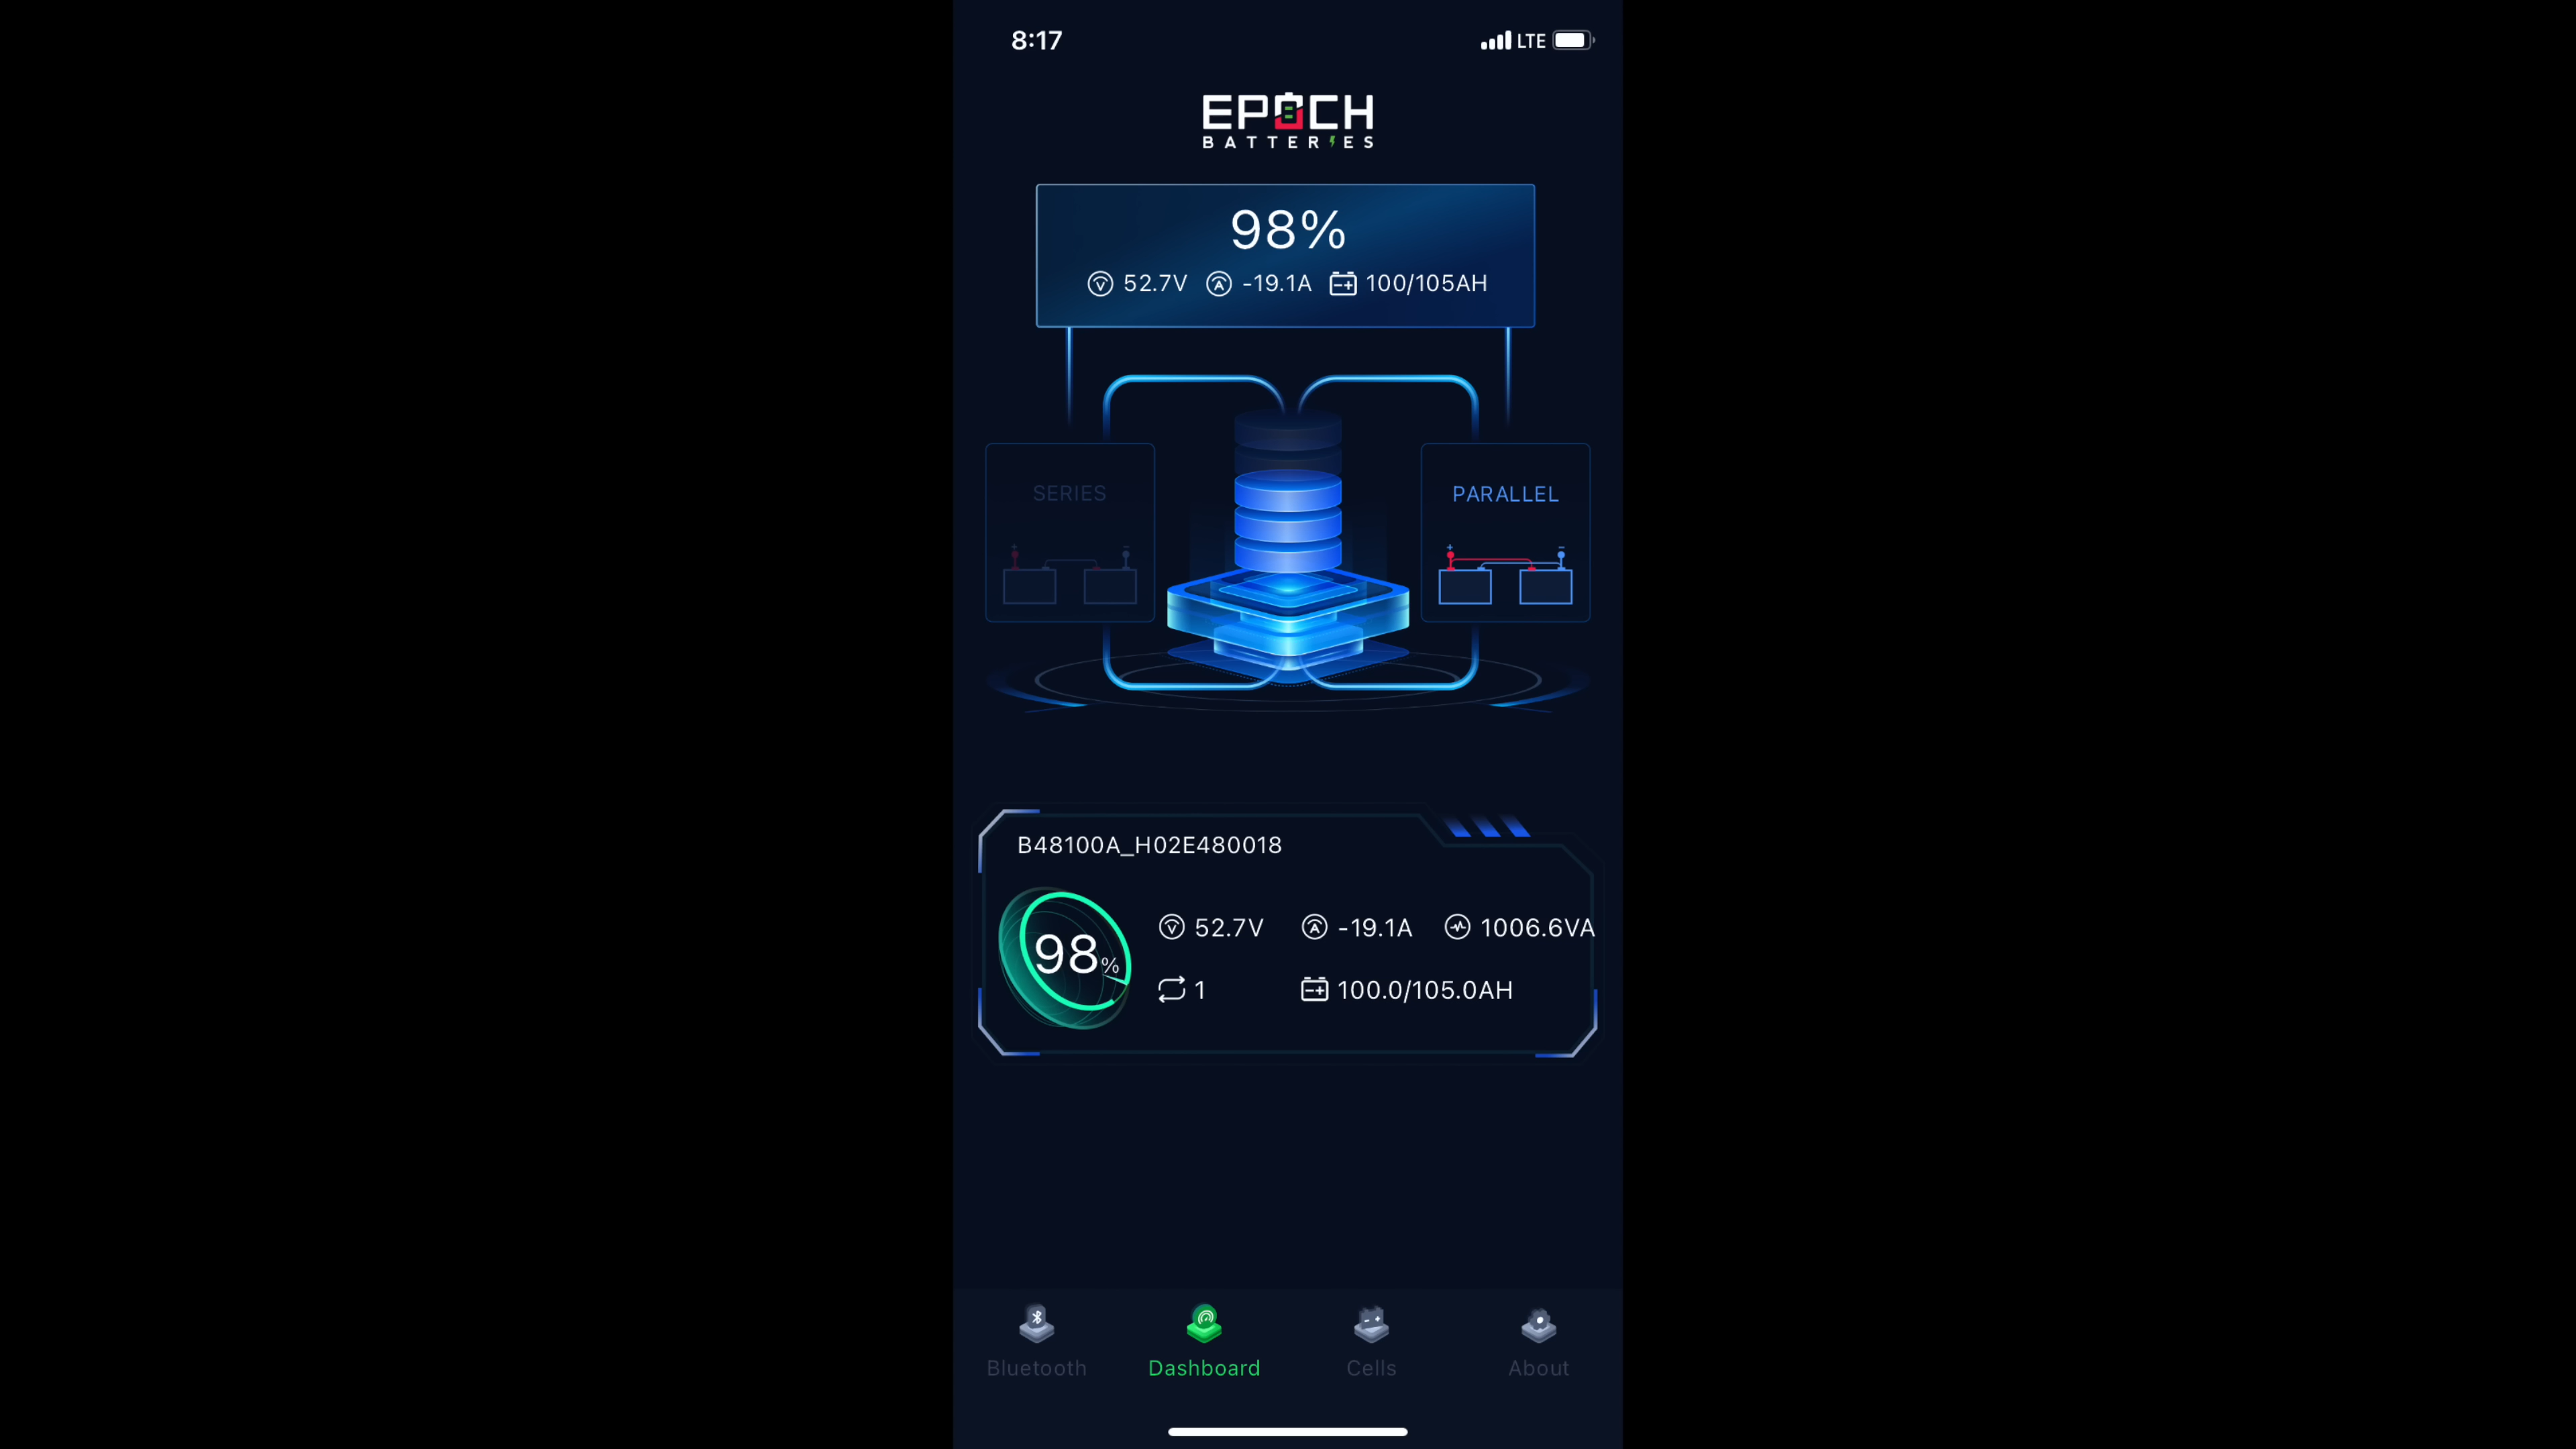 8:17 LTE
EPOCH
BATTERIES
98%
52.7V -19.1A 100/105AH
SERIES
PARALLEL
+ -
+ -
B48100A_H02E480018
98%
52.7V -19.1A 1006.6VA
1 100.0/105.0AH
Bluetooth Dashboard Cells About